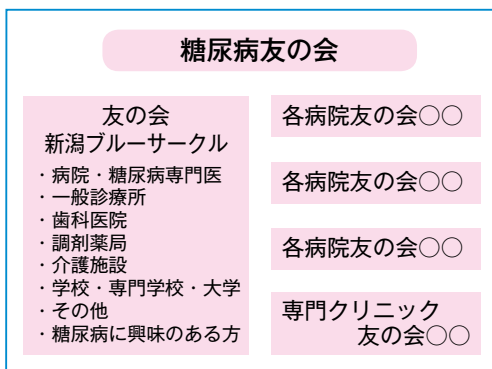 糖尿病友の会
友の会
新潟ブルーサークル
・病院・糖尿病専門医
・一般診療所
・歯科医院
・調剤薬局
・介護施設
・学校・専門学校・大学
・その他
・糖尿病に興味のある方
各病院友の会○○
各病院友の会○○
各病院友の会○○
専門クリニック
友の会○○